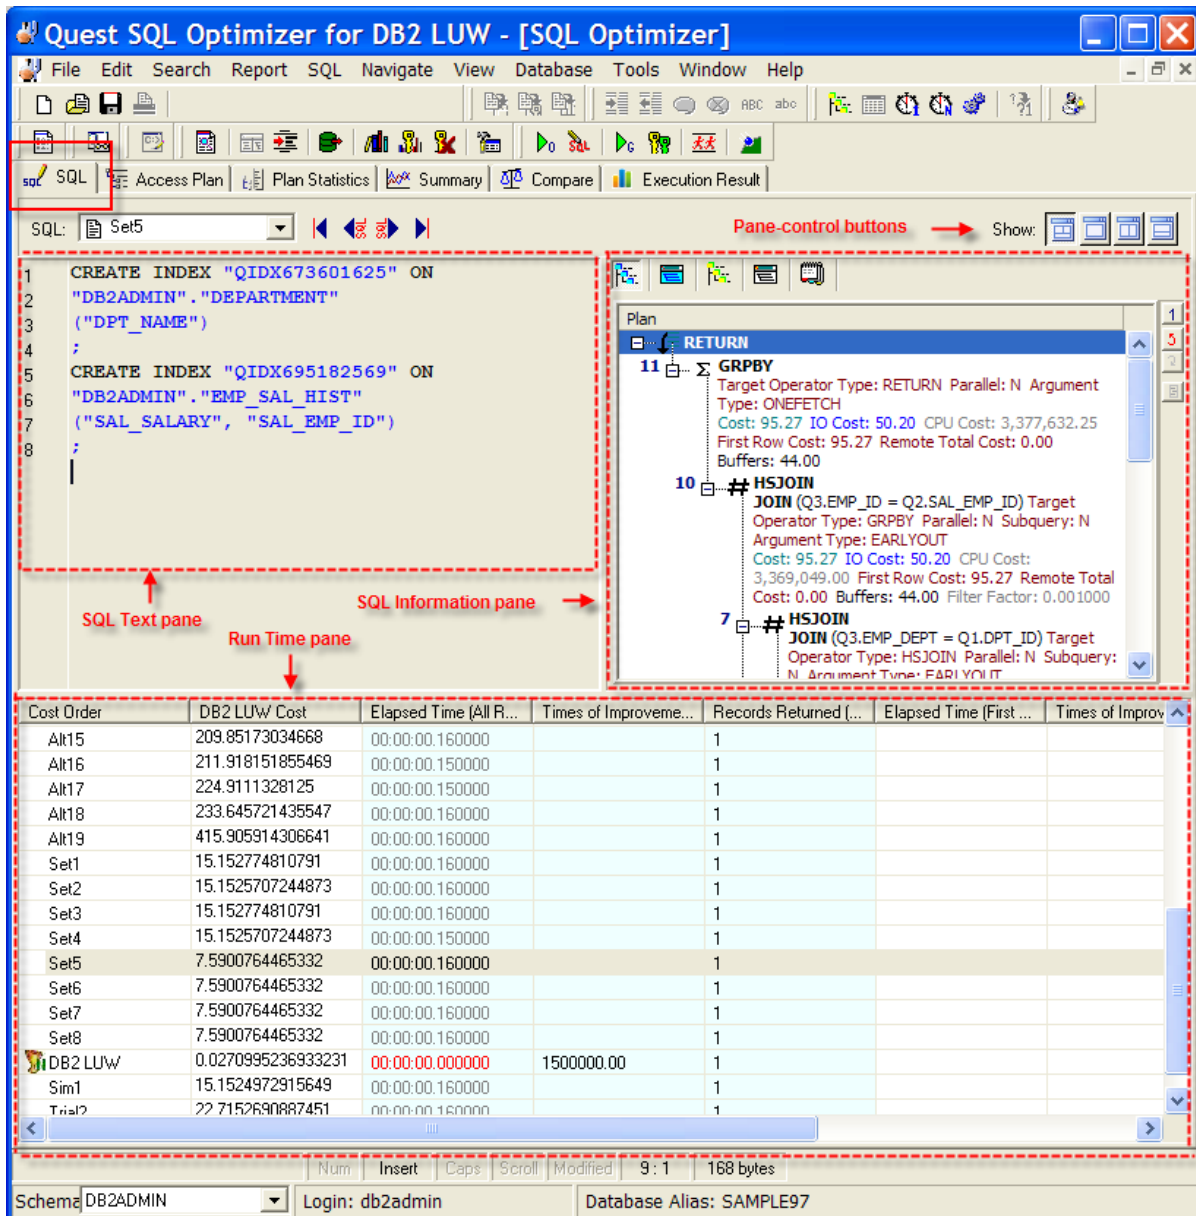 Quest SQL Optimizer for DB2 LUW - [SQL Optimizer]
File Edit Search Report SQL Navigate View Database Tools Window Help
ABC abc
SQL Access Plan Plan Statistics Summary Compare Execution Result
SQL: Set5
Pane-control buttons
Show:
1 CREATE INDEX "QIDX673601625" ON
2 "DB2ADMIN"."DEPARTMENT"
3 ("DPT_NAME")
4 ;
5 CREATE INDEX "QIDX695182569" ON
6 "DB2ADMIN"."EMP_SAL_HIST"
7 ("SAL_SALARY", "SAL_EMP_ID")
8 ;
SQL Text pane
SQL Information pane
Run Time pane
Plan
RETURN
11 GRPBY
Target Operator Type: RETURN Parallel: N Argument
Type: ONEFETCH
Cost: 95.27 IO Cost: 50.20 CPU Cost: 3,377,632.25
First Row Cost: 95.27 Remote Total Cost: 0.00
Buffers: 44.00
10 HSJOIN
JOIN (Q3.EMP_ID = Q2.SAL_EMP_ID) Target
Operator Type: GRPBY Parallel: N Subquery: N
Argument Type: EARLYOUT
Cost: 95.27 IO Cost: 50.20 CPU Cost:
3,369,049.00 First Row Cost: 95.27 Remote Total
Cost: 0.00 Buffers: 44.00 Filter Factor: 0.001000
7 HSJOIN
JOIN (Q3.EMP_DEPT = Q1.DPT_ID) Target
Operator Type: HSJOIN Parallel: N Subquery:
N Argument Type: EARLYOUT
1
5
Cost Order DB2 LUW Cost Elapsed Time (All R... Times of Improveme... Records Returned (... Elapsed Time (First ... Times of Improv
Alt15 209.85173034668 00:00:00.160000 1
Alt16 211.918151855469 00:00:00.150000 1
Alt17 224.9111328125 00:00:00.150000 1
Alt18 233.645721435547 00:00:00.160000 1
Alt19 415.905914306641 00:00:00.160000 1
Set1 15.152774810791 00:00:00.160000 1
Set2 15.1525707244873 00:00:00.160000 1
Set3 15.152774810791 00:00:00.160000 1
Set4 15.1525707244873 00:00:00.150000 1
Set5 7.5900764465332 00:00:00.160000 1
Set6 7.5900764465332 00:00:00.160000 1
Set7 7.5900764465332 00:00:00.160000 1
Set8 7.5900764465332 00:00:00.160000 1
DB2 LUW 0.0270995236933231 00:00:00.000000 1500000.00 1
Sim1 15.1524972915649 00:00:00.160000 1
Trial2 22.7152690887451 00:00:00.160000 1
Num Insert Caps Scroll Modified 9 : 1 168 bytes
Schema DB2ADMIN Login: db2admin Database Alias: SAMPLE97